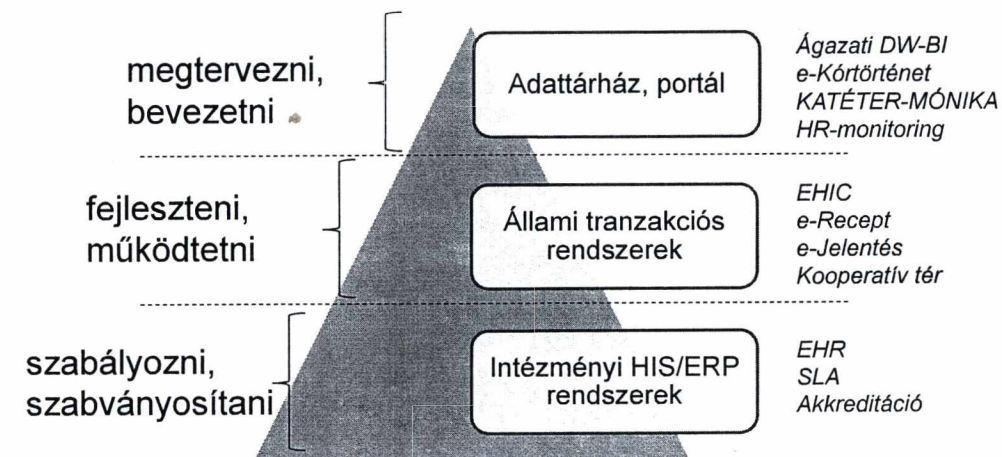 megtervezni,
bevezetni
Adattárház, portál
Ágazati DW-BI
e-Kórtörténet
KATÉTER-MÓNIKA
HR-monitoring
fejleszteni,
működtetni
Állami tranzakciós
rendszerek
EHIC
e-Recept
e-Jelentés
Kooperatív tér
szabályozni,
szabványosítani
Intézményi HIS/ERP
rendszerek
EHR
SLA
Akkreditáció